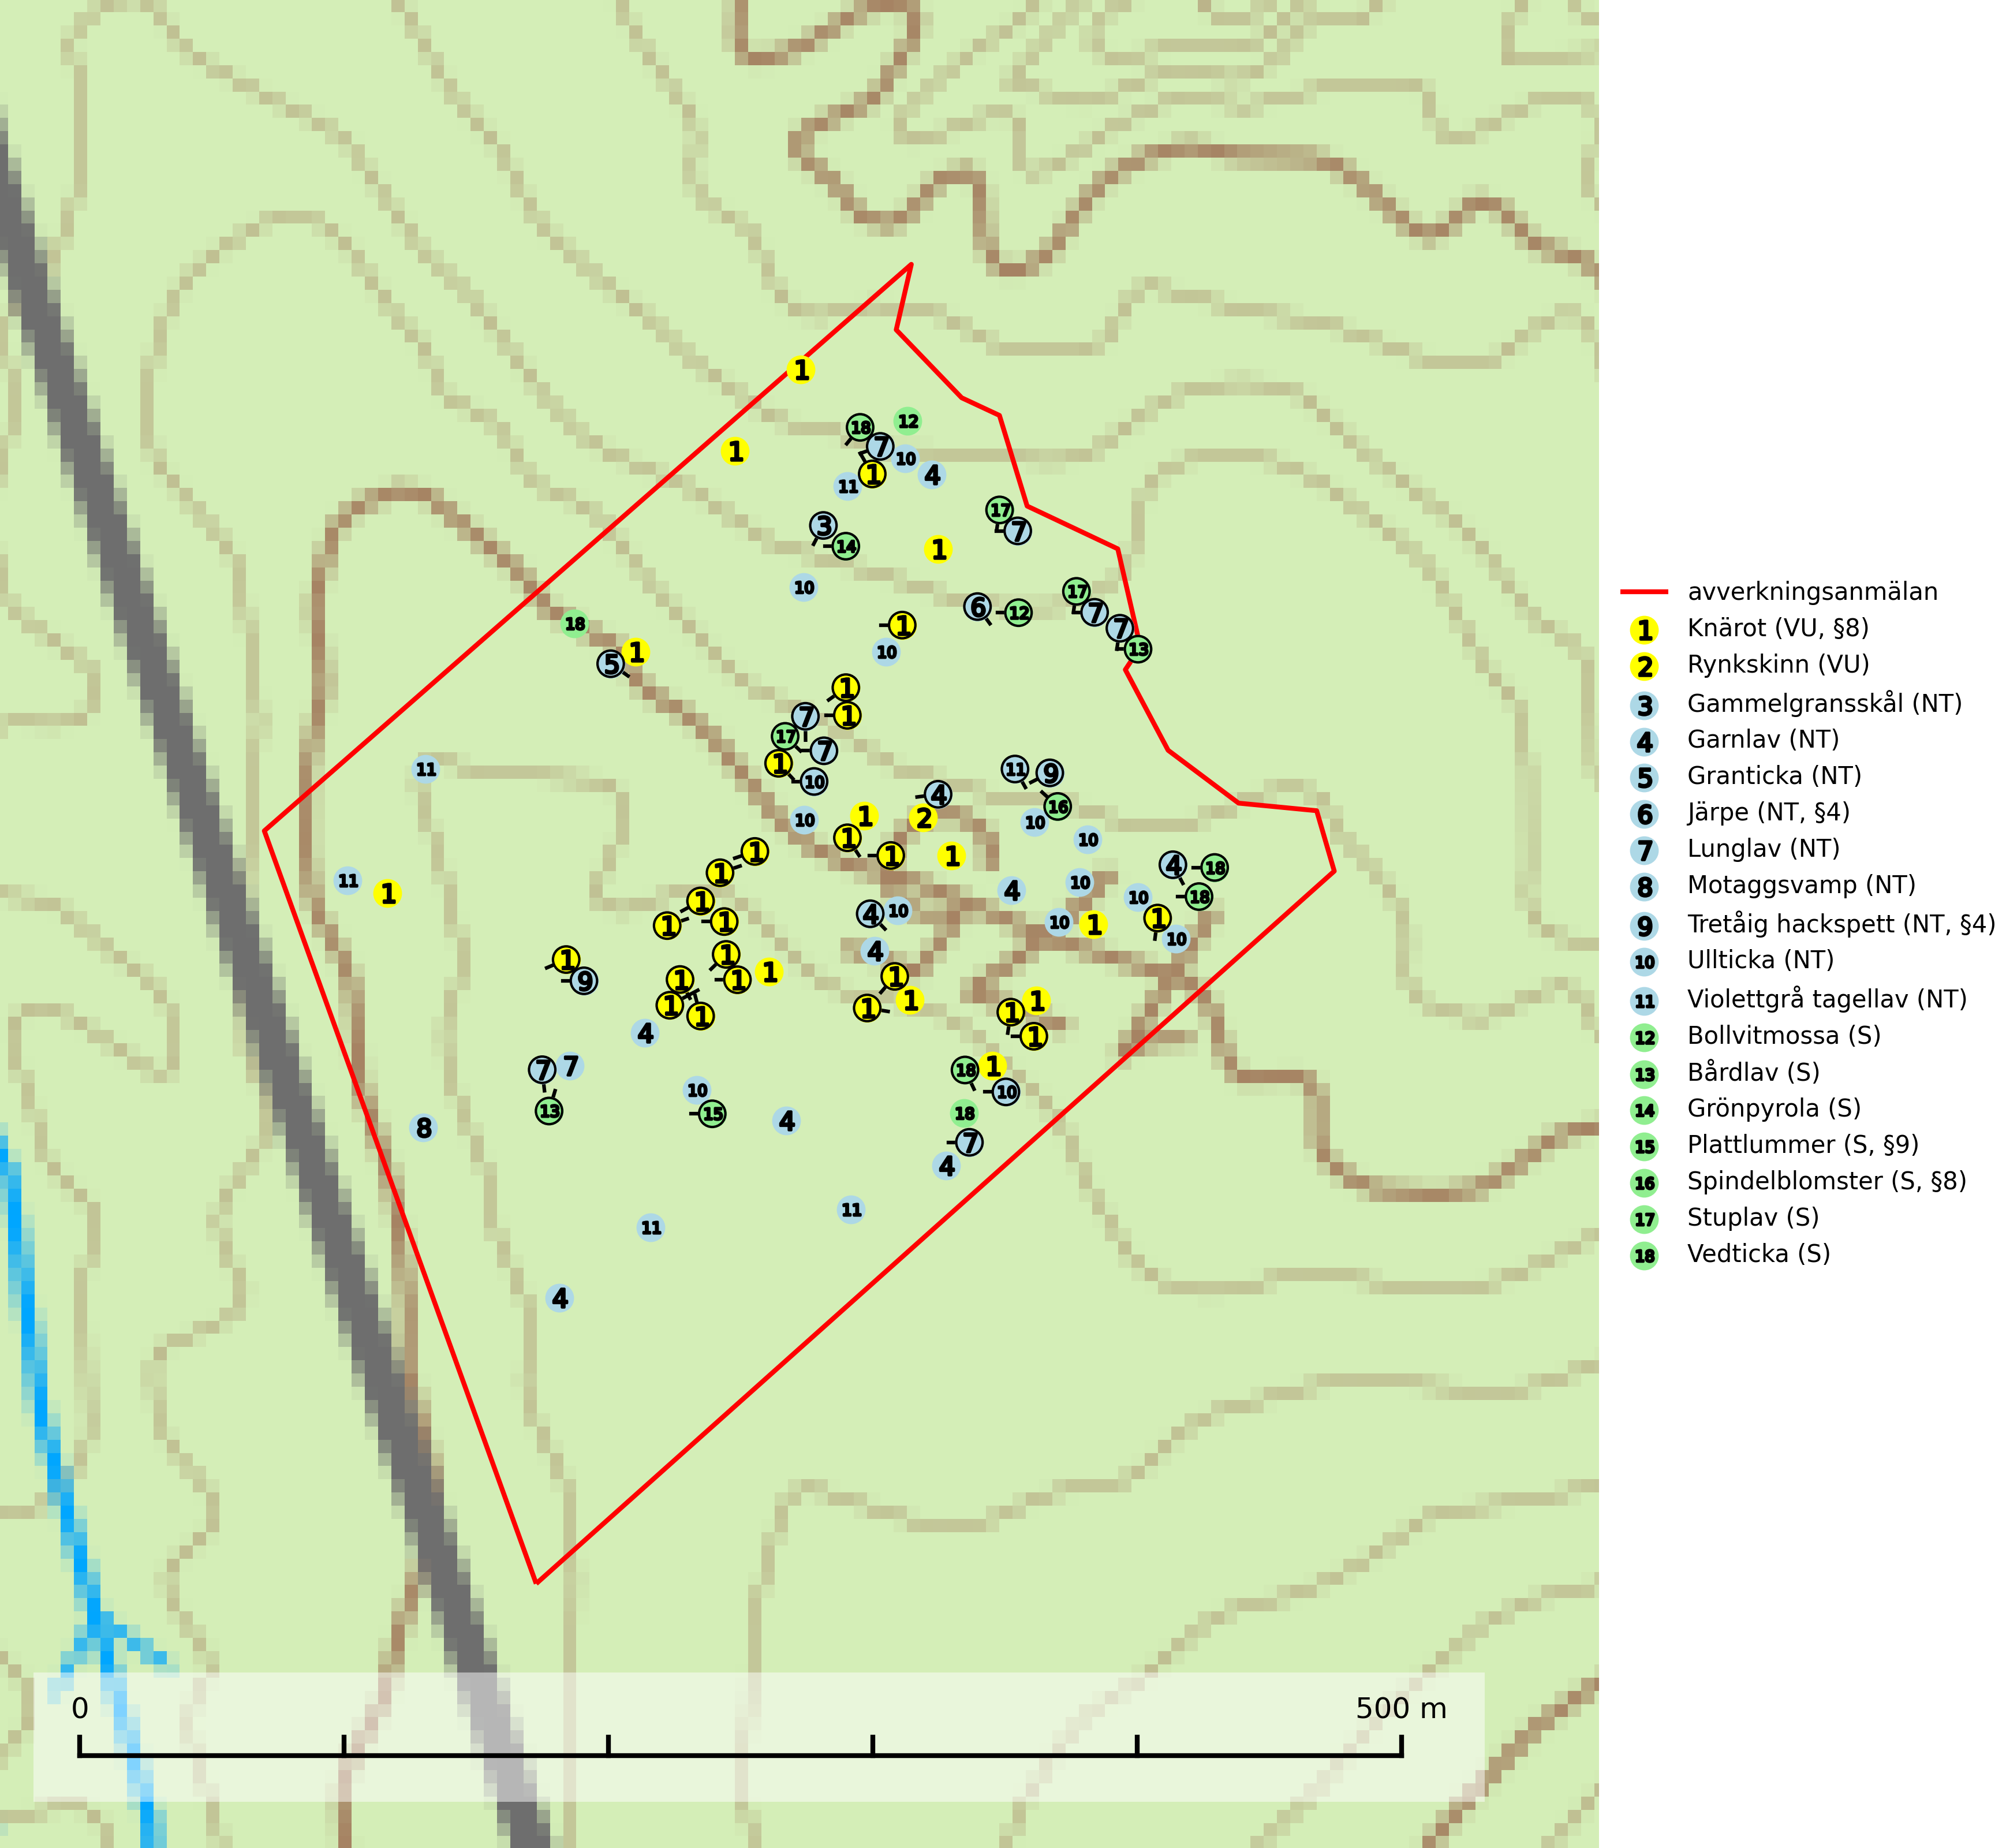 1
18 12
7
1 10
1 4
11
17
3 7
14 1
10
17
6 12 7
18 1 7
1 10 13
5
1
7 1
17 7
1 10 11 9
11 4
16
10 1 2 10
1
1 1 1
1 4 18
11 1 4 10
1 1 10 18
1 1 4 10 10 1 1
10
1 1 4
9 1 1 1 1
1 1 1 1 1
1 1
4 1
7 7 18 1
10 10
13 15 4 18
8 7
4
11
11
4
0 500 m
avverkningsanmälan
1 Knärot (VU, §8)
2 Rynkskinn (VU)
3 Gammelgransskål (NT)
4 Garnlav (NT)
5 Granticka (NT)
6 Järpe (NT, §4)
7 Lunglav (NT)
8 Motaggsvamp (NT)
9 Tretåig hackspett (NT, §4)
10 Ullticka (NT)
11 Violettgrå tagellav (NT)
12 Bollvitmossa (S)
13 Bårdlav (S)
14 Grönpyrola (S)
15 Plattlummer (S, §9)
16 Spindelblomster (S, §8)
17 Stuplav (S)
18 Vedticka (S)